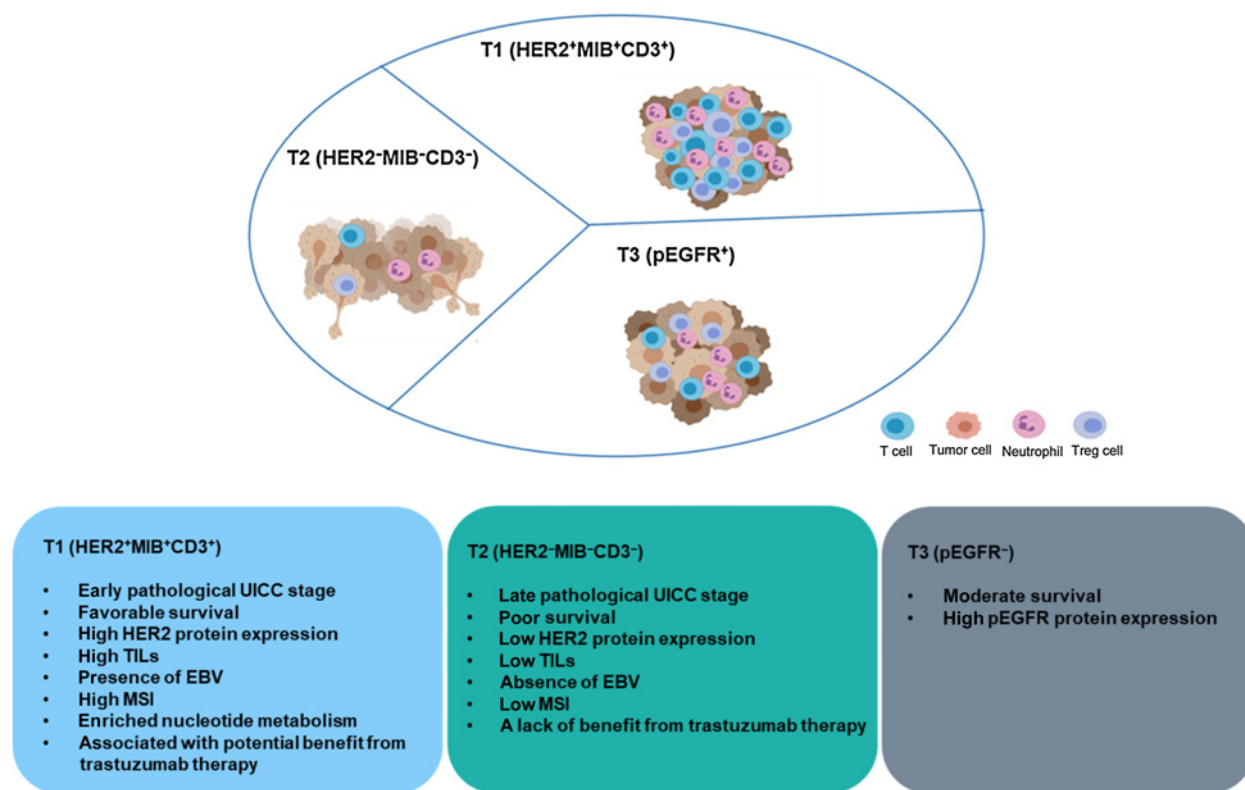 T1 (HER2⁺MIB⁺CD3⁺)
T2 (HER2⁻MIB⁻CD3⁻)
T3 (pEGFR⁺)
T cell
Tumor cell
Neutrophil
Treg cell
T1 (HER2⁺MIB⁺CD3⁺)
• Early pathological UICC stage
• Favorable survival
• High HER2 protein expression
• High TILs
• Presence of EBV
• High MSI
• Enriched nucleotide metabolism
• Associated with potential benefit from
trastuzumab therapy
T2 (HER2⁻MIB⁻CD3⁻)
• Late pathological UICC stage
• Poor survival
• Low HER2 protein expression
• Low TILs
• Absence of EBV
• Low MSI
• A lack of benefit from trastuzumab therapy
T3 (pEGFR⁻)
• Moderate survival
• High pEGFR protein expression